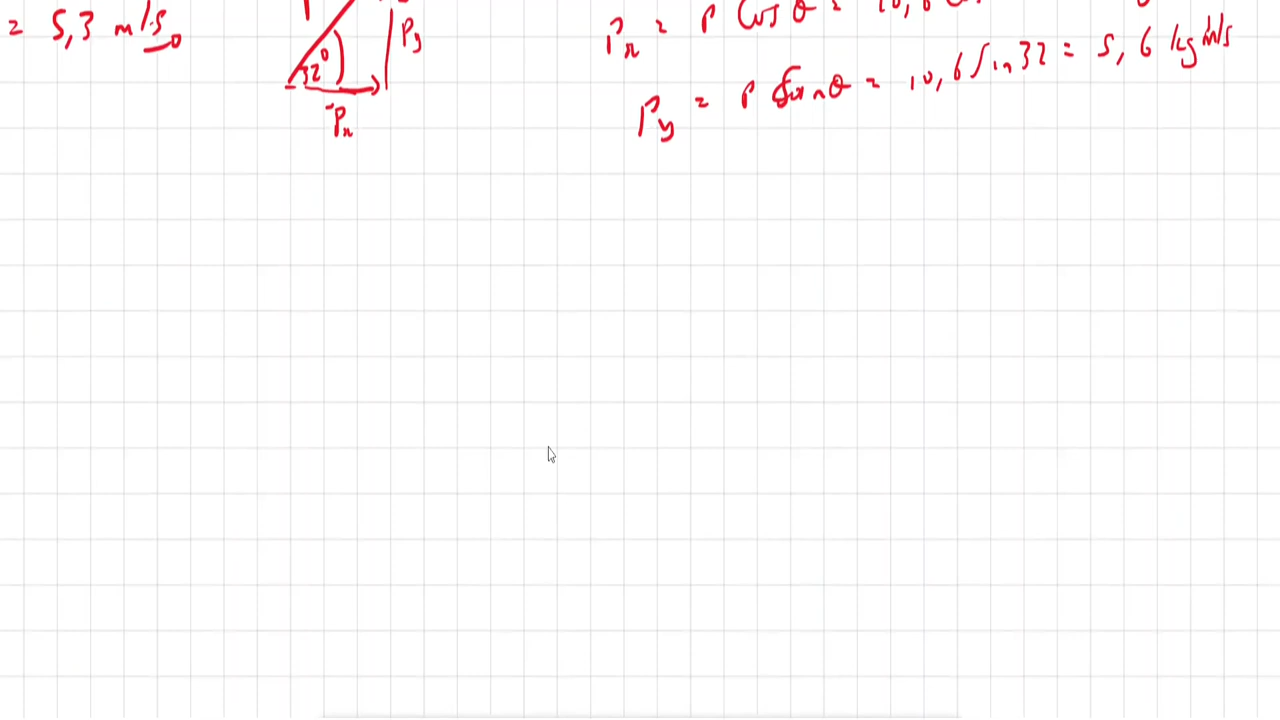 = 5,3 m/s
Py
32°
Px
Px = P Cos θ = 10,6
Py = P Sin θ = 10,6 Sin 32 = 5,6 kg m/s